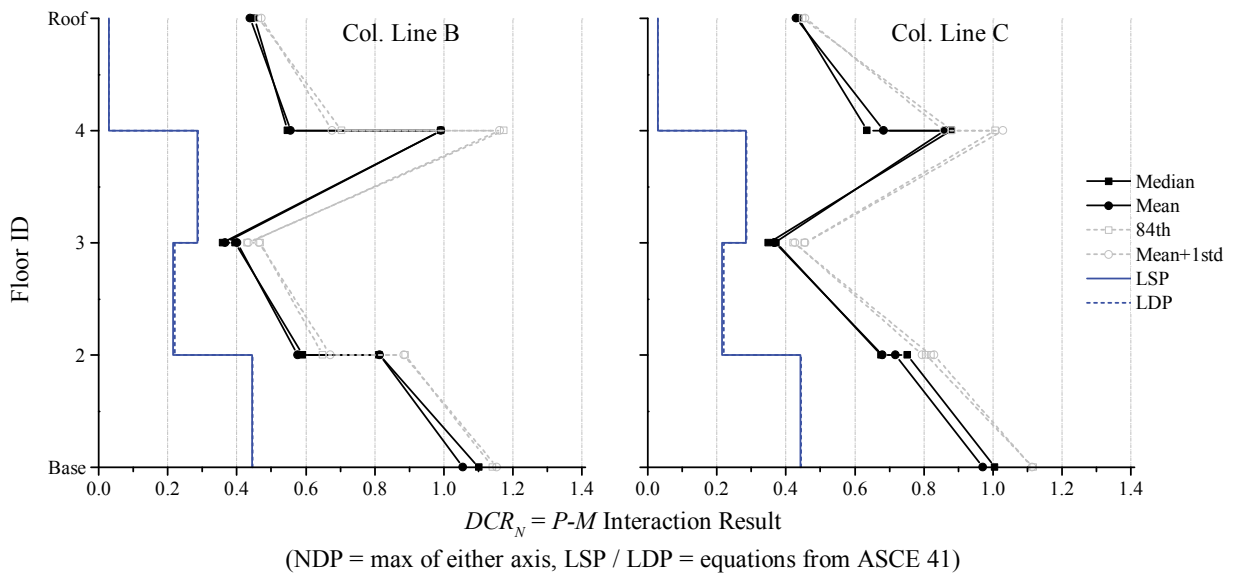 Roof
4
3
2
Base
Floor ID
Col. Line B
Col. Line C
0.0 0.2 0.4 0.6 0.8 1.0 1.2 1.4
0.0 0.2 0.4 0.6 0.8 1.0 1.2 1.4
Median
Mean
84th
Mean+1std
LSP
LDP
DCR_N = P-M Interaction Result
(NDP = max of either axis, LSP / LDP = equations from ASCE 41)